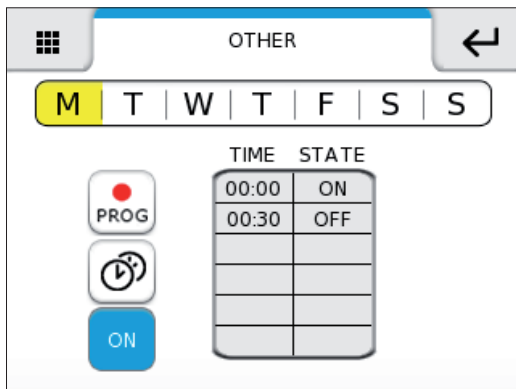 OTHER
M | T | W | T | F | S | S
TIME STATE
00:00 ON
00:30 OFF
PROG
ON